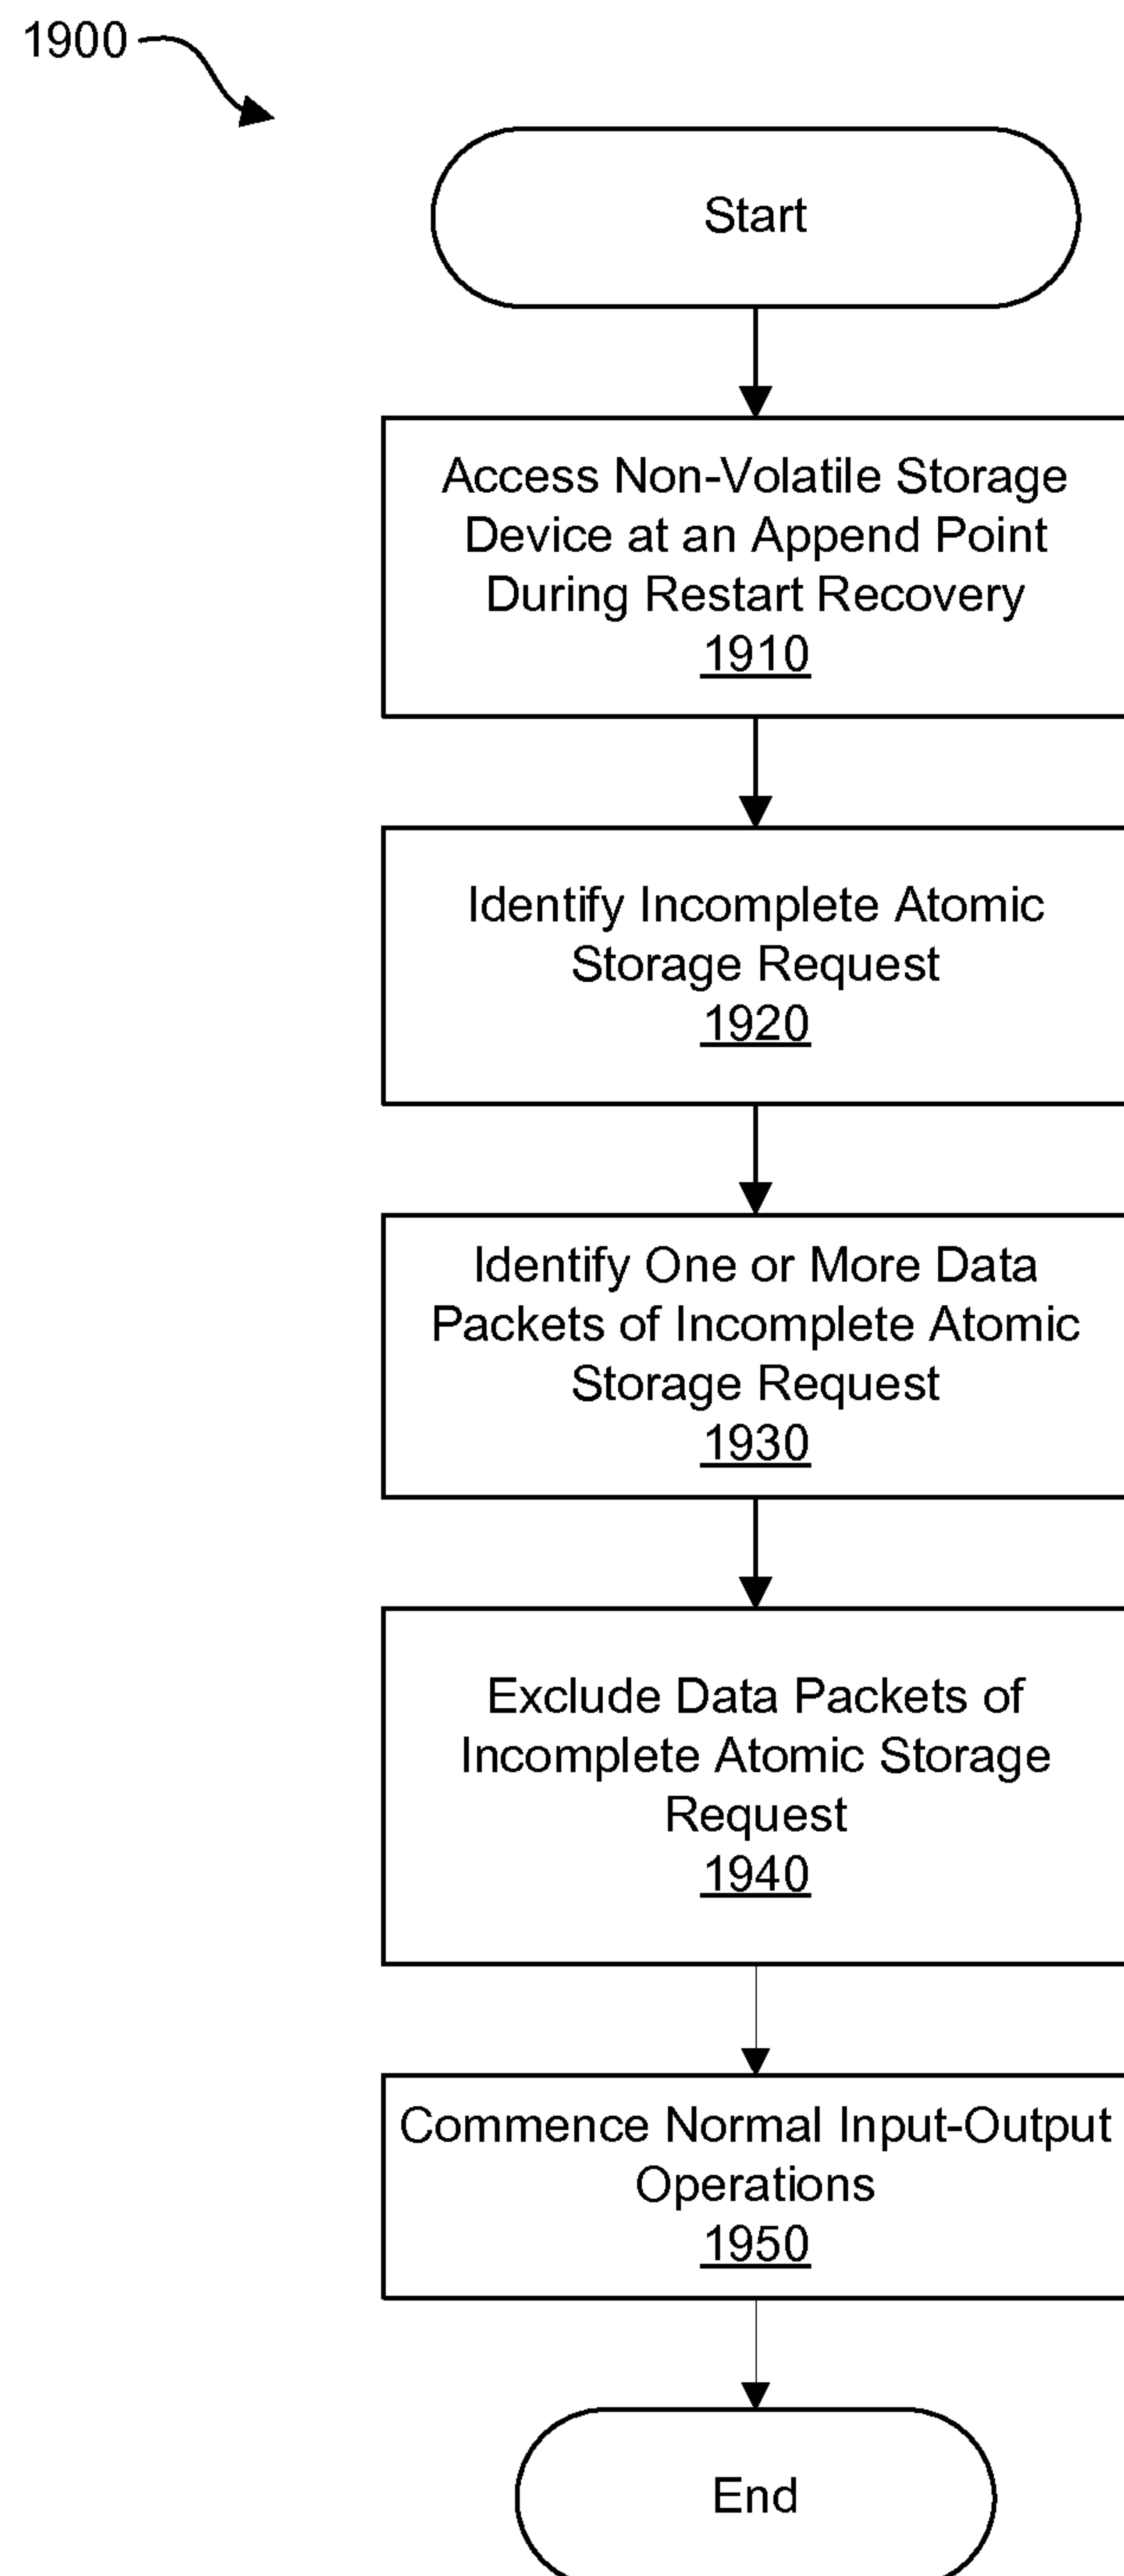 1900
Start
Access Non-Volatile Storage
Device at an Append Point
During Restart Recovery
1910
Identify Incomplete Atomic
Storage Request
1920
Identify One or More Data
Packets of Incomplete Atomic
Storage Request
1930
Exclude Data Packets of
Incomplete Atomic Storage
Request
1940
Commence Normal Input-Output
Operations
1950
End